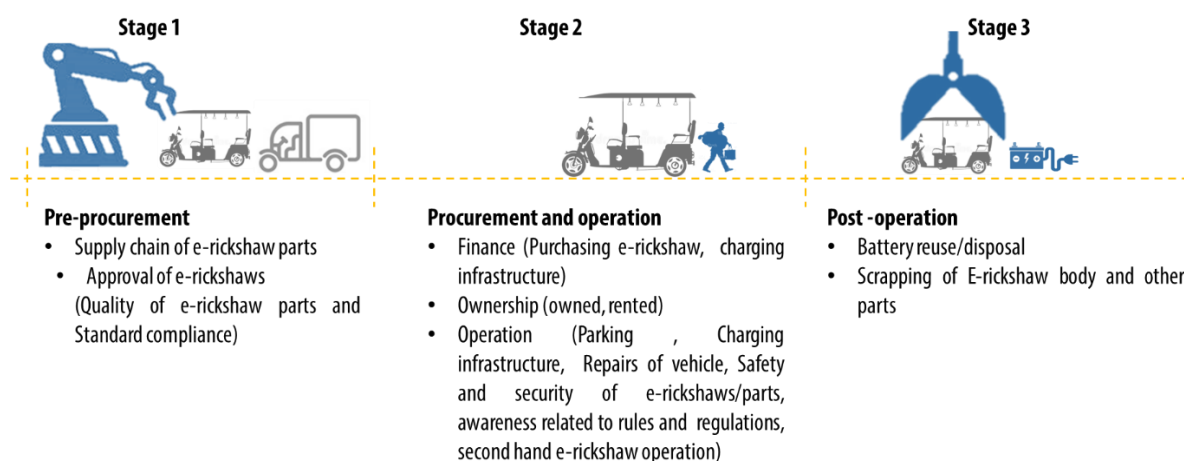 Stage 1
Stage 2
Stage 3
Pre-procurement
• Supply chain of e-rickshaw parts
• Approval of e-rickshaws
(Quality of e-rickshaw parts and
Standard compliance)
Procurement and operation
• Finance (Purchasing e-rickshaw, charging
infrastructure)
• Ownership (owned, rented)
• Operation (Parking , Charging
infrastructure, Repairs of vehicle, Safety
and security of e-rickshaws/parts,
awareness related to rules and regulations,
second hand e-rickshaw operation)
Post -operation
• Battery reuse/disposal
• Scrapping of E-rickshaw body and other
parts